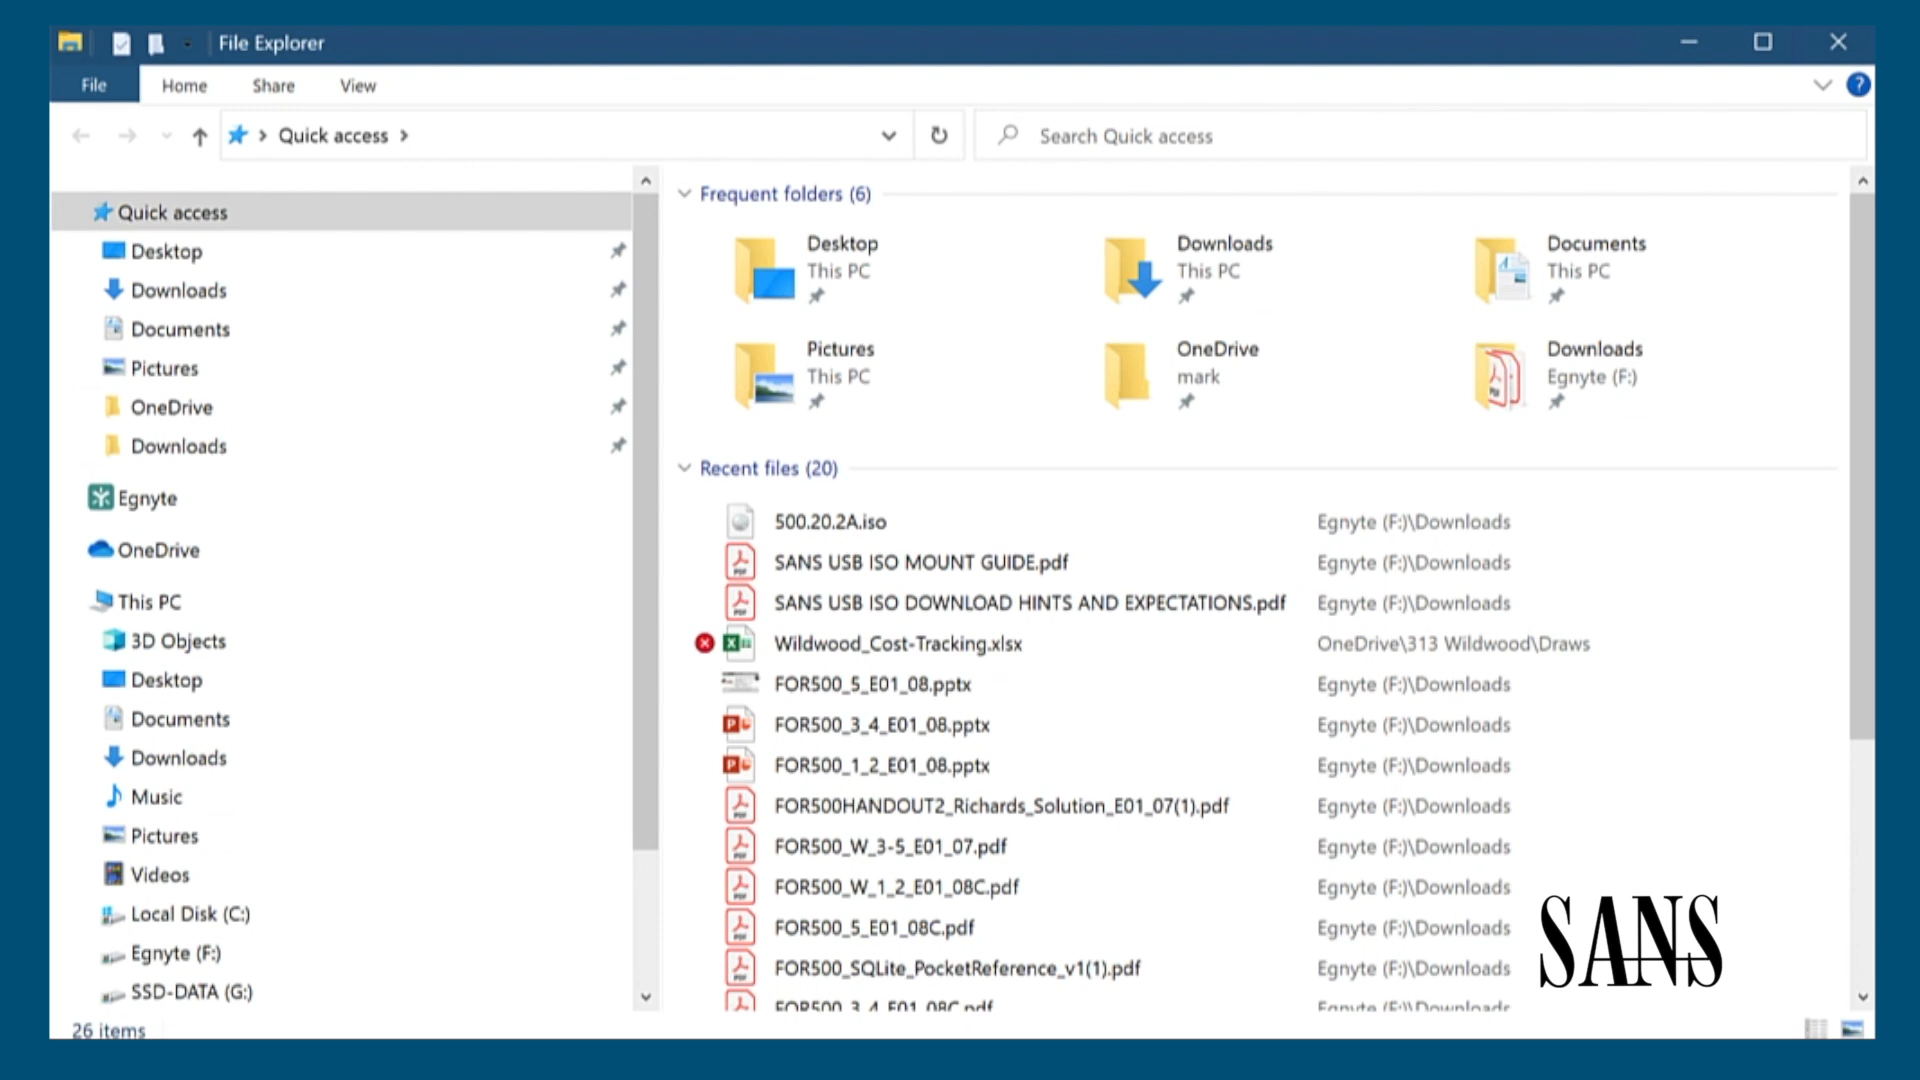 File Explorer
File Home Share View
Quick access
Search Quick access
Quick access
Desktop
Downloads
Documents
Pictures
OneDrive
Downloads
Egnyte
OneDrive
This PC
3D Objects
Desktop
Documents
Downloads
Music
Pictures
Videos
Local Disk (C:)
Egnyte (F:)
SSD-DATA (G:)
26 items
Frequent folders (6)
Desktop
This PC
Downloads
This PC
Documents
This PC
Pictures
This PC
OneDrive
mark
Downloads
Egnyte (F:)
Recent files (20)
500.20.2A.iso Egnyte (F:)\Downloads
SANS USB ISO MOUNT GUIDE.pdf Egnyte (F:)\Downloads
SANS USB ISO DOWNLOAD HINTS AND EXPECTATIONS.pdf Egnyte (F:)\Downloads
Wildwood_Cost-Tracking.xlsx OneDrive\313 Wildwood\Draws
FOR500_5_E01_08.pptx Egnyte (F:)\Downloads
FOR500_3_4_E01_08.pptx Egnyte (F:)\Downloads
FOR500_1_2_E01_08.pptx Egnyte (F:)\Downloads
FOR500HANDOUT2_Richards_Solution_E01_07(1).pdf Egnyte (F:)\Downloads
FOR500_W_3-5_E01_07.pdf Egnyte (F:)\Downloads
FOR500_W_1_2_E01_08C.pdf Egnyte (F:)\Downloads
FOR500_5_E01_08C.pdf Egnyte (F:)\Downloads
FOR500_SQLite_PocketReference_v1(1).pdf Egnyte (F:)\Downloads
FOR500_3_4_E01_08C.pdf Egnyte (F:)\Downloads
SANS